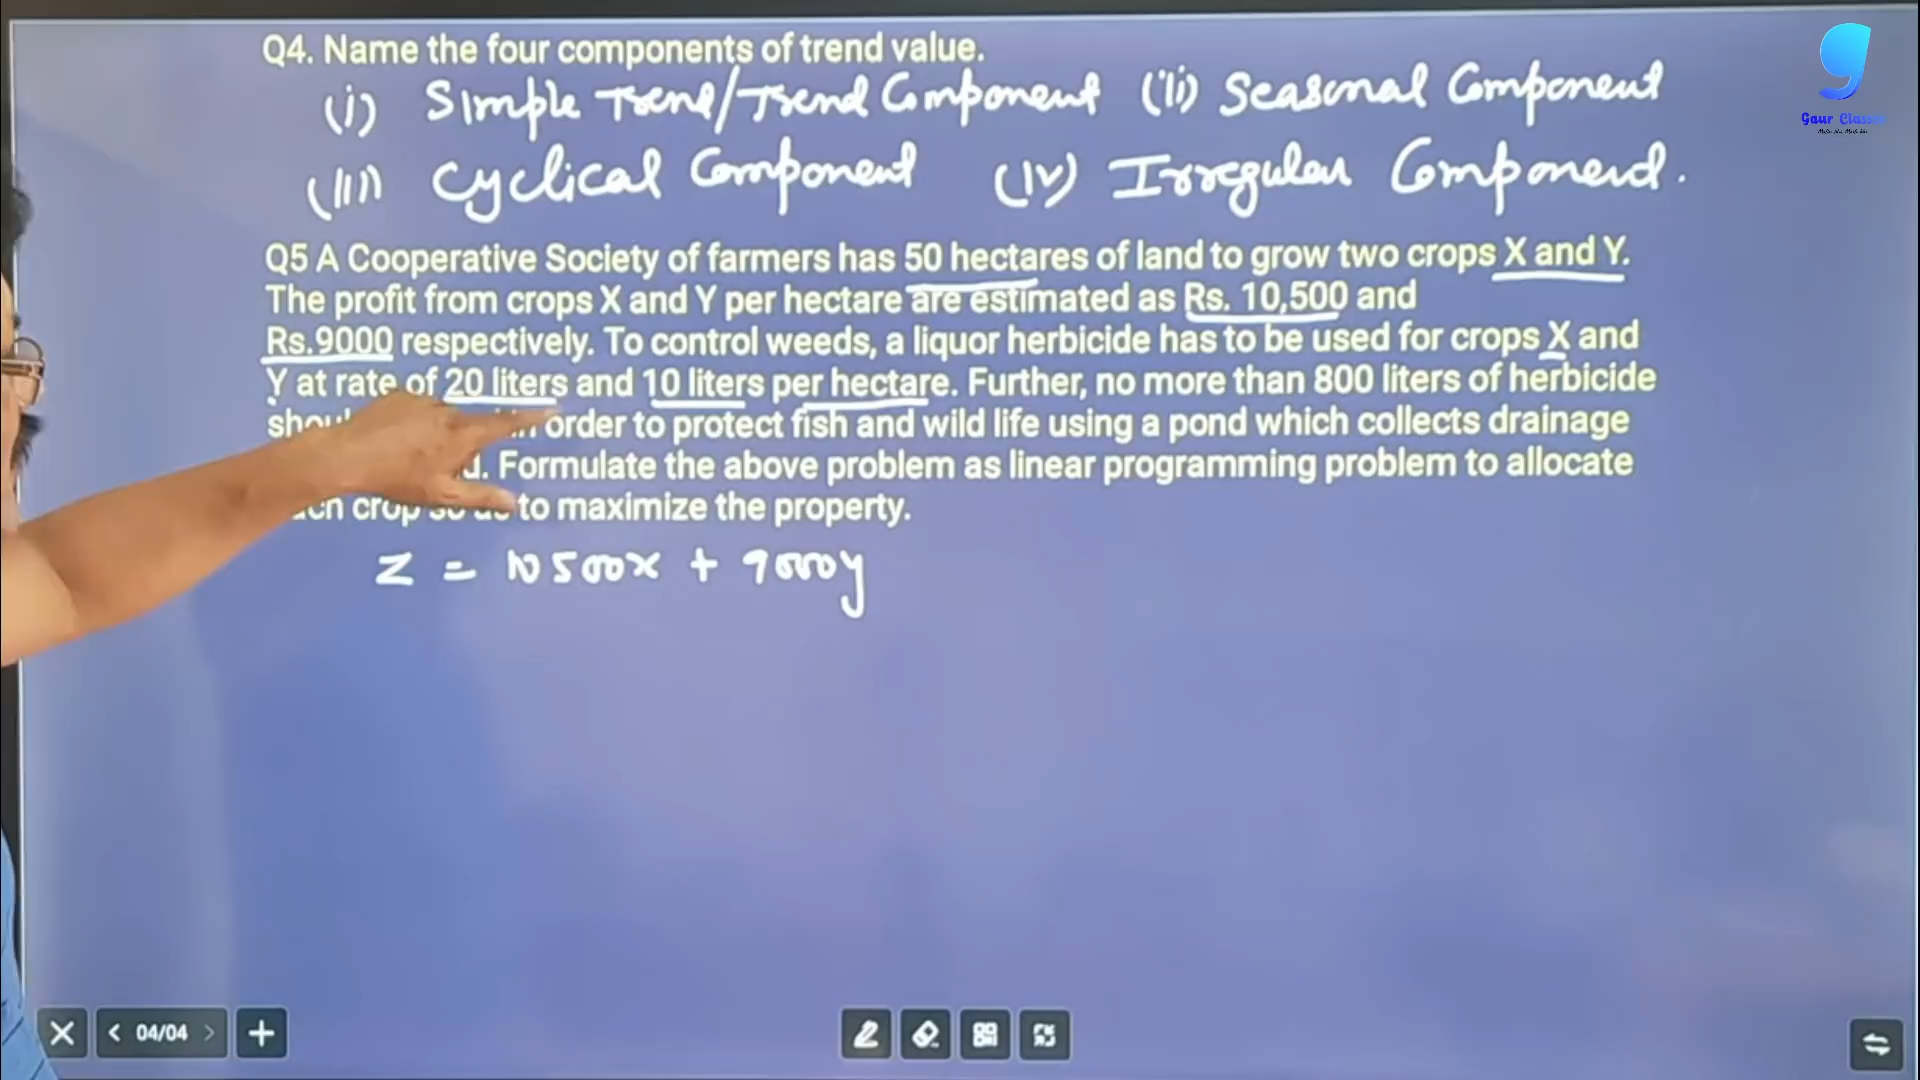 Q4. Name the four components of trend value.
(i) Simple Trend/Trend Component (ii) Seasonal Component
(iii) Cyclical Component (iv) Irregular Component.
Q5 A Cooperative Society of farmers has 50 hectares of land to grow two crops X and Y.
The profit from crops X and Y per hectare are estimated as Rs. 10,500 and
Rs.9000 respectively. To control weeds, a liquor herbicide has to be used for crops X and
Y at rate of 20 liters and 10 liters per hectare. Further, no more than 800 liters of herbicide
order to protect fish and wild life using a pond which collects drainage
Formulate the above problem as linear programming problem to allocate
crop so as to maximize the property.
z = 10500x + 9000y
04/04
Gaur Classes